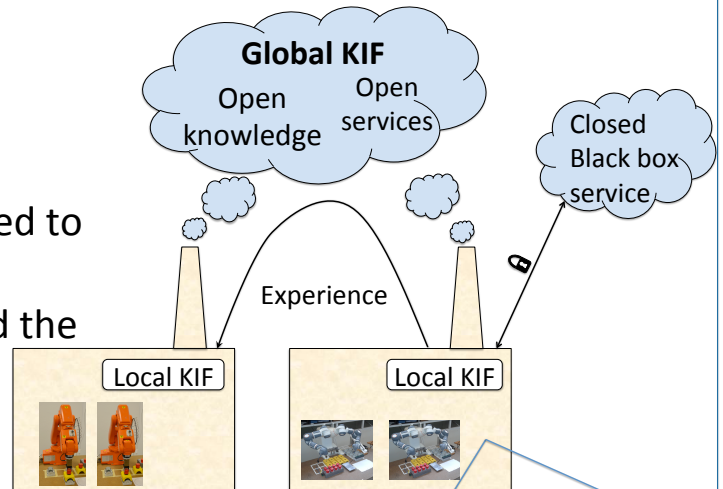 Global KIF
Open
knowledge
Open
services
Closed
Black box
service
ed to
d the
Experience
Local KIF
Local KIF